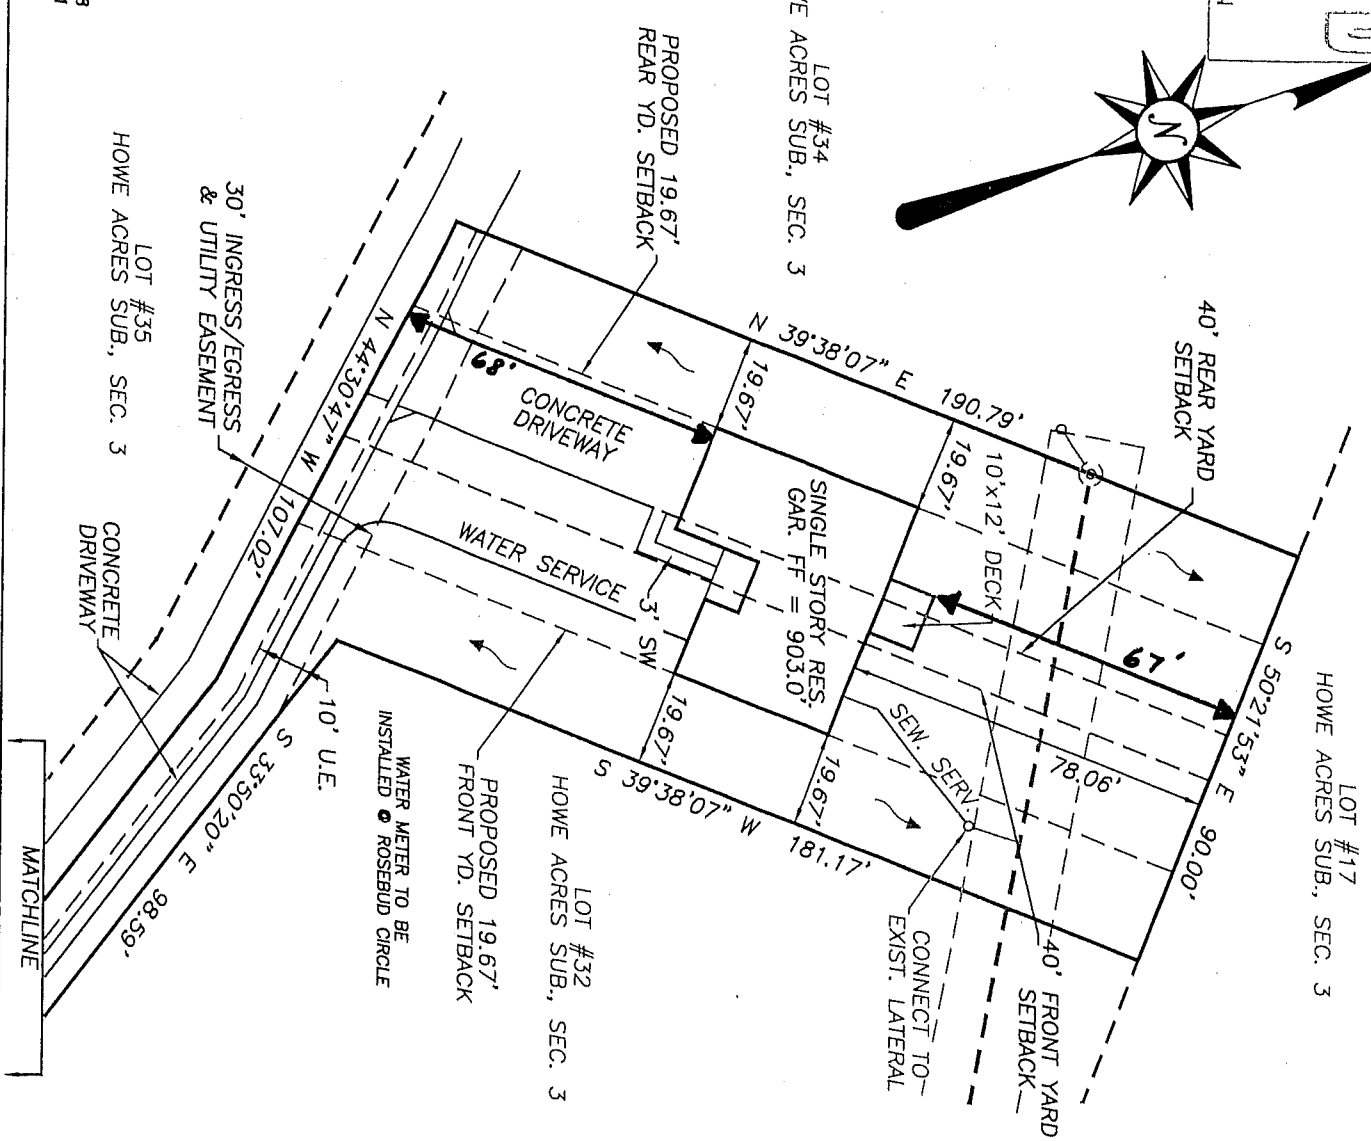 LOT #17
HOWE ACRES SUB., SEC. 3
N
40' REAR YARD
SETBACK
LOT #34
VE ACRES SUB., SEC. 3
PROPOSED 19.67'
REAR YD. SETBACK
N 39°38'07" E 190.79'
S 50°21'53" E 90.00'
19.67'
19.67'
10'x12' DECK
67'
78.06'
40' FRONT YARD
SETBACK
SINGLE STORY RES.
GAR. FF = 903.0'
SEW. SERV.
CONNECT TO
EXIST. LATERAL
68'
CONCRETE
DRIVEWAY
WATER SERVICE
3' SW
19.67'
19.67'
S 39°38'07" W 181.17'
LOT #32
HOWE ACRES SUB., SEC. 3
PROPOSED 19.67'
FRONT YD. SETBACK
WATER METER TO BE
INSTALLED @ ROSEBUD CIRCLE
10' U.E.
S 33°50'20" E 98.59'
N 44°30'47" W 107.02'
30' INGRESS/EGRESS
& UTILITY EASEMENT
LOT #35
HOWE ACRES SUB., SEC. 3
CONCRETE
DRIVEWAY
MATCHLINE